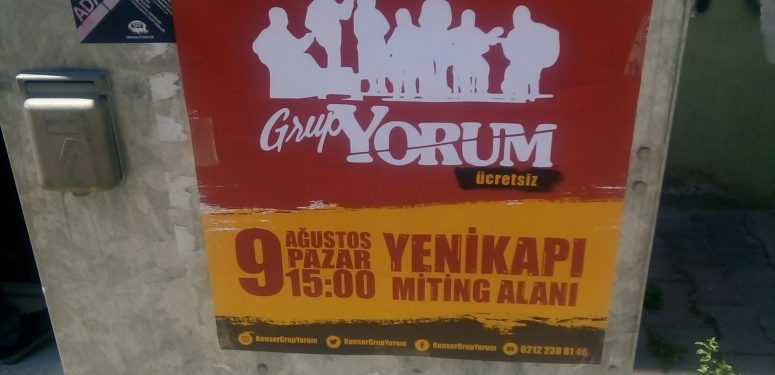 Grup YORUM
ücretsiz
9 AĞUSTOS PAZAR 15:00
YENİKAPI
MİTİNG ALANI
KonserGrupYorum KonserGrupYorum KonserGrupYorum 0212 238 81 46